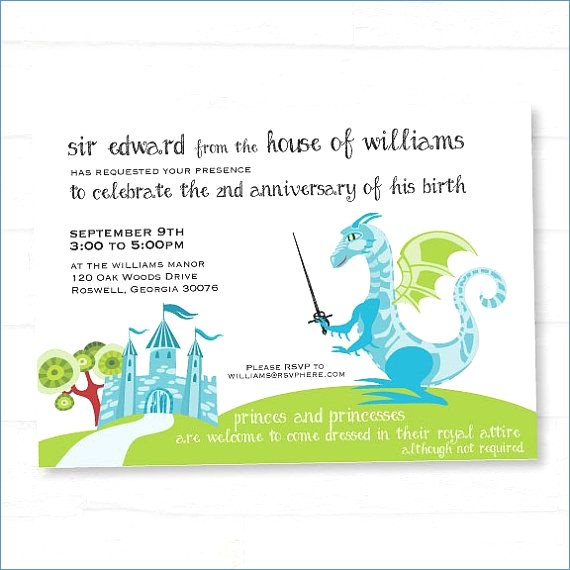 sir edward from the house of williams
HAS REQUESTED YOUR PRESENCE
to celebrate the 2nd anniversary of his birth
SEPTEMBER 9TH
3:00 TO 5:00PM
AT THE WILLIAMS MANOR
120 OAK WOODS DRIVE
ROSWELL, GEORGIA 30076
PLEASE RSVP TO
WILLIAMS@RSVPHERE.COM
princes and princesses
are welcome to come dressed in their royal attire
although not required